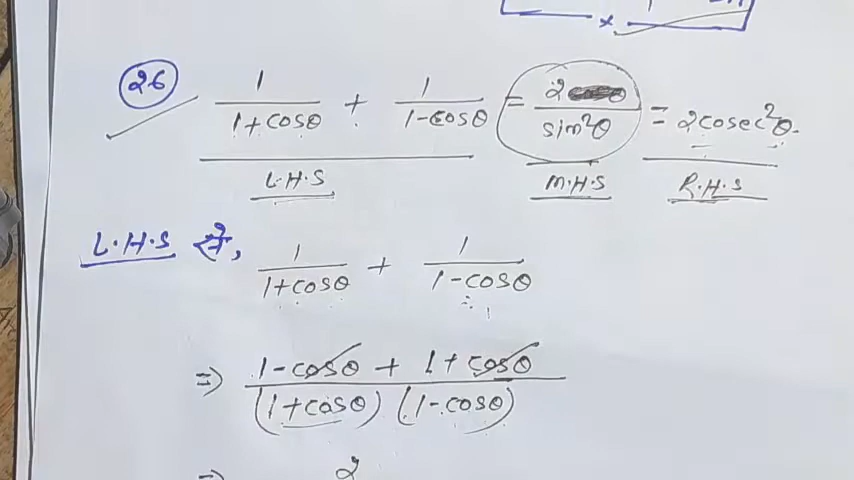 x
26 1/(1+cosθ) + 1/(1-cosθ) = 2/sin²θ = 2cosec²θ.
L.H.S M.H.S R.H.S
L.H.S से,
1/(1+cosθ) + 1/(1-cosθ)
⇒ (1-cosθ + 1+cosθ)/((1+cosθ)(1-cosθ))
⇒ 2